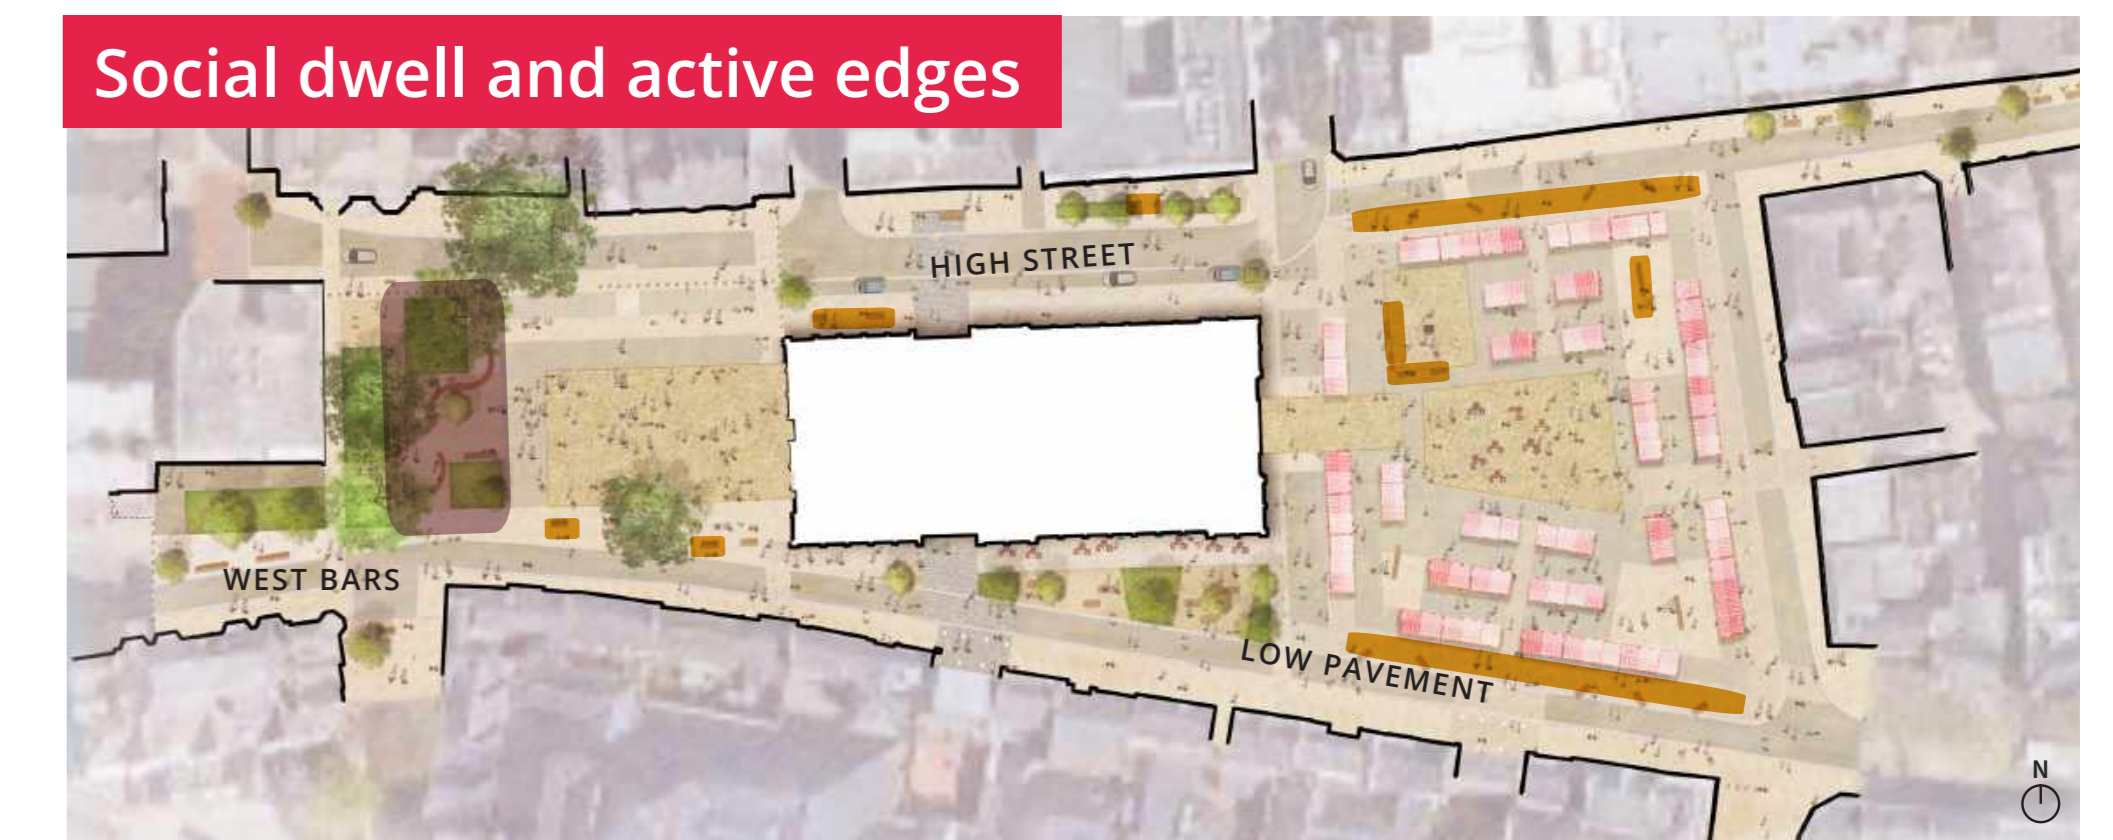 Social dwell and active edges
HIGH STREET
WEST BARS
LOW PAVEMENT
N